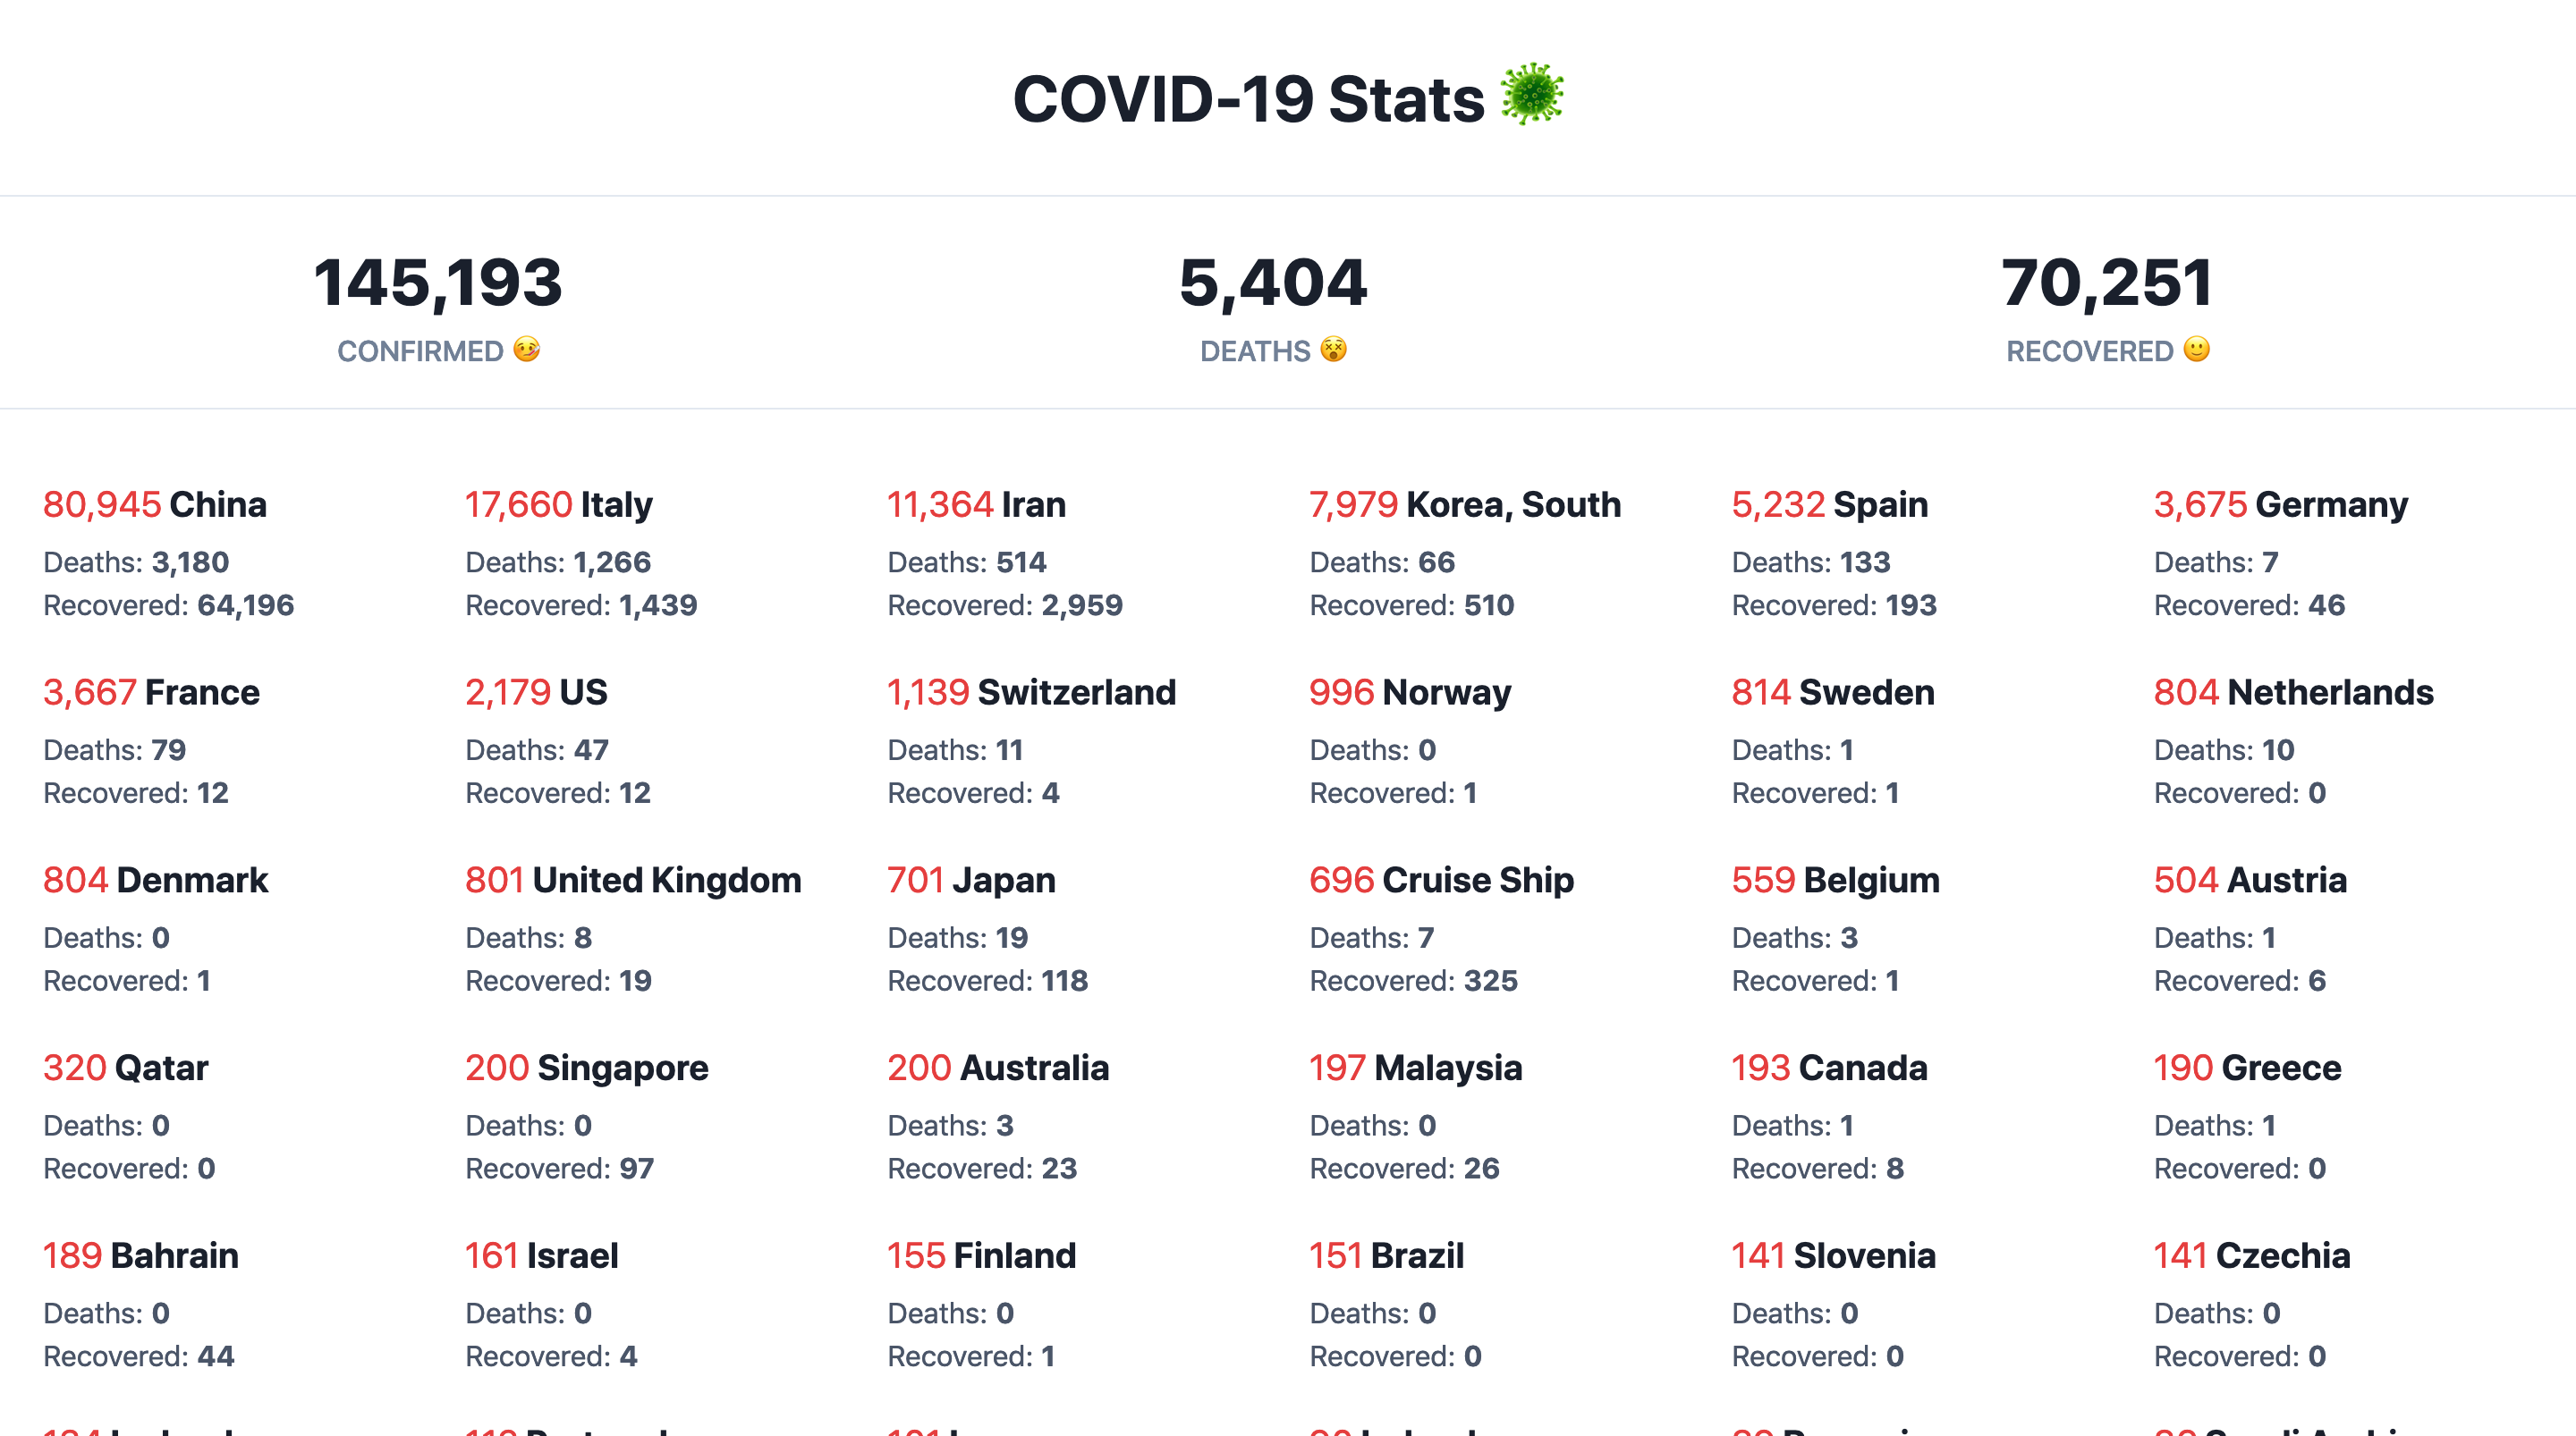 COVID-19 Stats
145,193
CONFIRMED
5,404
DEATHS
70,251
RECOVERED
80,945 China
Deaths: 3,180
Recovered: 64,196
17,660 Italy
Deaths: 1,266
Recovered: 1,439
11,364 Iran
Deaths: 514
Recovered: 2,959
7,979 Korea, South
Deaths: 66
Recovered: 510
5,232 Spain
Deaths: 133
Recovered: 193
3,675 Germany
Deaths: 7
Recovered: 46
3,667 France
Deaths: 79
Recovered: 12
2,179 US
Deaths: 47
Recovered: 12
1,139 Switzerland
Deaths: 11
Recovered: 4
996 Norway
Deaths: 0
Recovered: 1
814 Sweden
Deaths: 1
Recovered: 1
804 Netherlands
Deaths: 10
Recovered: 0
804 Denmark
Deaths: 0
Recovered: 1
801 United Kingdom
Deaths: 8
Recovered: 19
701 Japan
Deaths: 19
Recovered: 118
696 Cruise Ship
Deaths: 7
Recovered: 325
559 Belgium
Deaths: 3
Recovered: 1
504 Austria
Deaths: 1
Recovered: 6
320 Qatar
Deaths: 0
Recovered: 0
200 Singapore
Deaths: 0
Recovered: 97
200 Australia
Deaths: 3
Recovered: 23
197 Malaysia
Deaths: 0
Recovered: 26
193 Canada
Deaths: 1
Recovered: 8
190 Greece
Deaths: 1
Recovered: 0
189 Bahrain
Deaths: 0
Recovered: 44
161 Israel
Deaths: 0
Recovered: 4
155 Finland
Deaths: 0
Recovered: 1
151 Brazil
Deaths: 0
Recovered: 0
141 Slovenia
Deaths: 0
Recovered: 0
141 Czechia
Deaths: 0
Recovered: 0